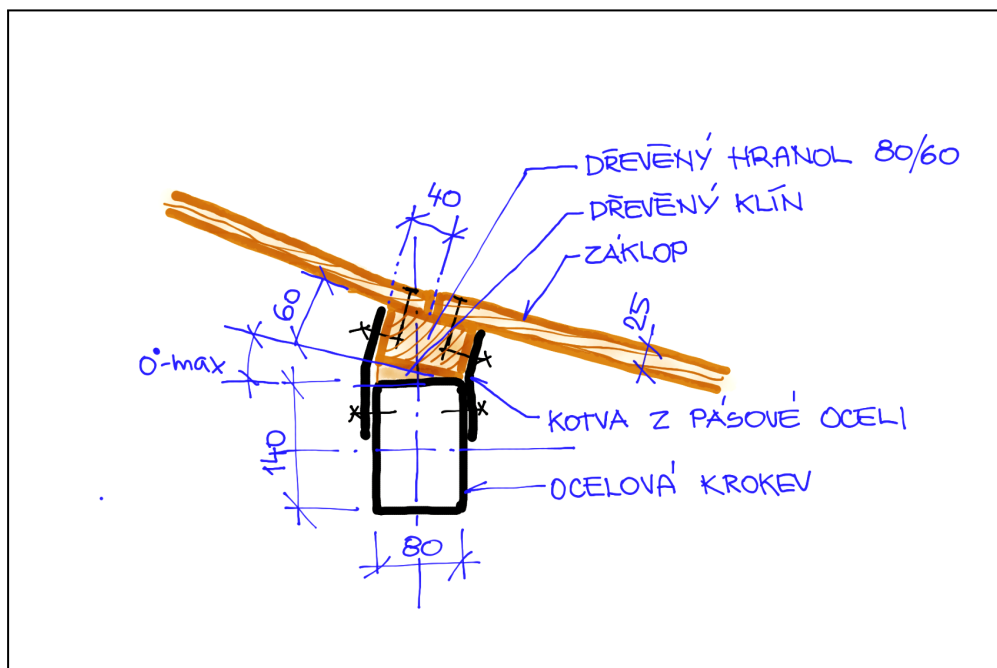 DŘEVĚNÝ HRANOL 80/60
40
DŘEVĚNÝ KLÍN
ZÁKLOP
60
25
0°-max
KOTVA Z PÁSOVÉ OCELI
140
OCELOVÁ KROKEV
80